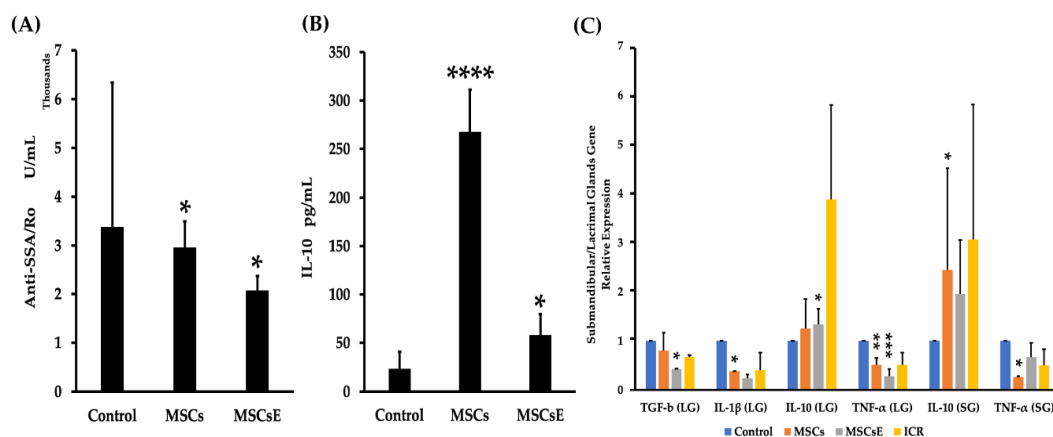 (A)
Thousands
Anti-SSA/Ro U/mL
7
6
5
4
3
2
1
0
*
*
Control MSCs MSCsE
(B)
IL-10 pg/mL
350
300
250
200
150
100
50
0
****
*
Control MSCs MSCsE
(C)
Submandibular/Lacrimal Glands Gene
Relative Expression
7
6
5
4
3
2
1
0
*
*
*
**
***
*
*
TGF-b (LG) IL-1β (LG) IL-10 (LG) TNF-α (LG) IL-10 (SG) TNF-α (SG)
Control MSCs MSCsE ICR